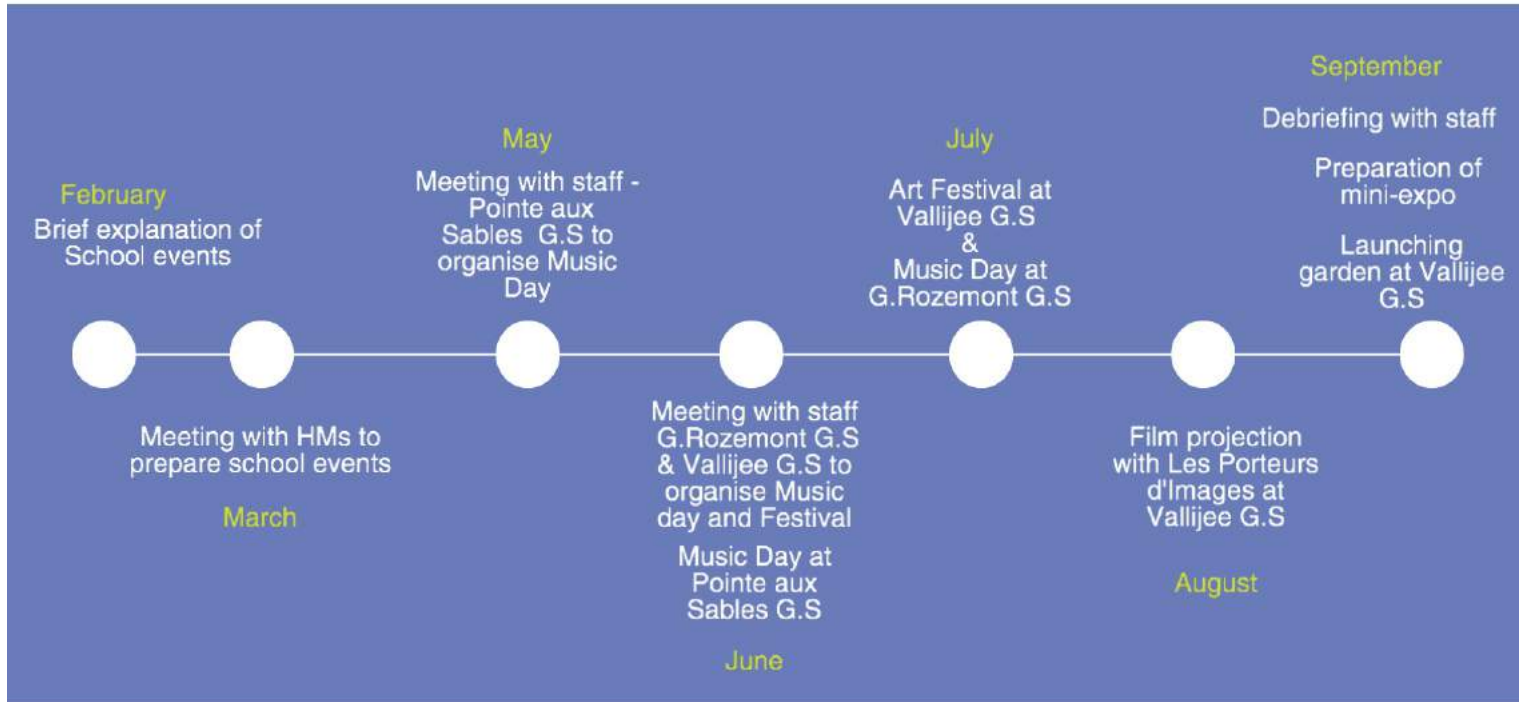 February
Brief explanation of
School events
Meeting with HMs to
prepare school events
March
May
Meeting with staff -
Pointe aux
Sables G.S to
organise Music
Day
Meeting with staff
G.Rozemont G.S
& Vallijee G.S to
organise Music
day and Festival
Music Day at
Pointe aux
Sables G.S
June
July
Art Festival at
Vallijee G.S
&
Music Day at
G.Rozemont G.S
Film projection
with Les Porteurs
d'Images at
Vallijee G.S
August
September
Debriefing with staff
Preparation of
mini-expo
Launching
garden at Vallijee
G.S